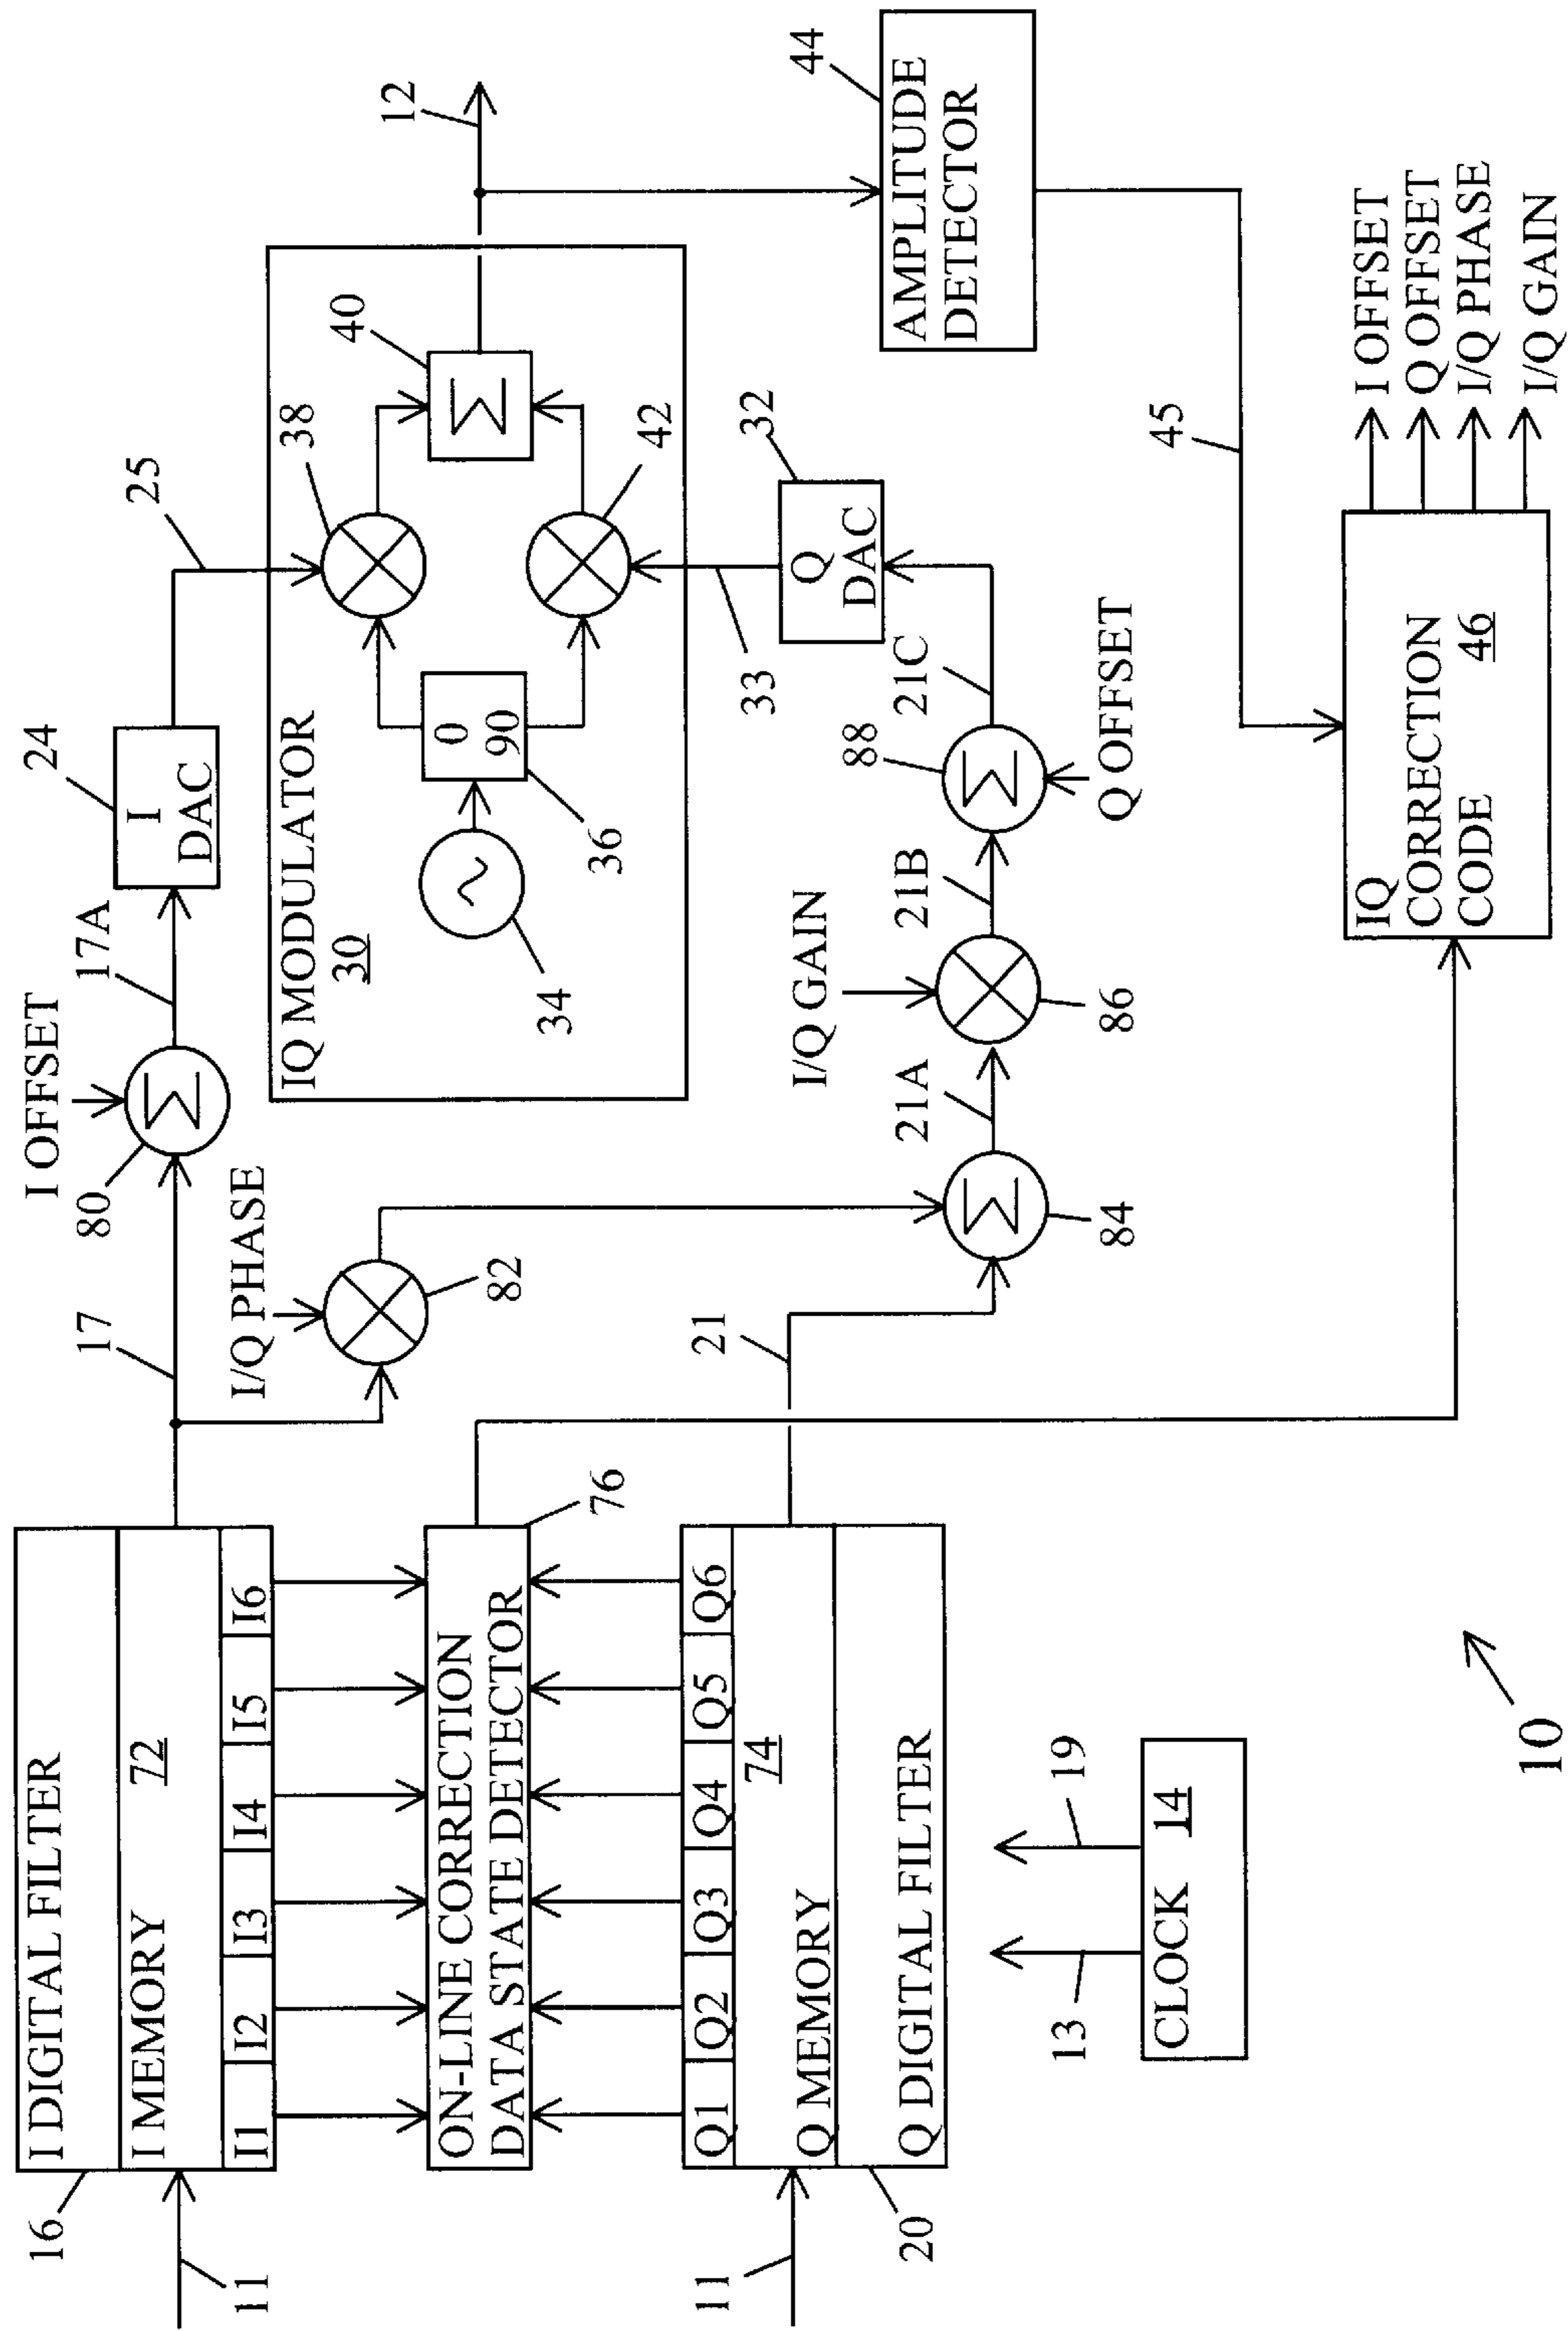 16
I DIGITAL FILTER
I MEMORY 72
I1 I2 I3 I4 I5 I6
11
ON-LINE CORRECTION
DATA STATE DETECTOR
76
Q1 Q2 Q3 Q4 Q5 Q6
Q MEMORY 74
Q DIGITAL FILTER
11
20
13
19
CLOCK 14
10
17
I OFFSET
80
Σ
17A
24
I
DAC
25
I/Q PHASE
82
IQ MODULATOR
30
34
36
0
90
38
40
Σ
42
12
21
84
Σ
21A
I/Q GAIN
86
21B
88
Σ
Q OFFSET
21C
33
Q
DAC
32
44
AMPLITUDE
DETECTOR
45
IQ
CORRECTION
CODE 46
I OFFSET
Q OFFSET
I/Q PHASE
I/Q GAIN